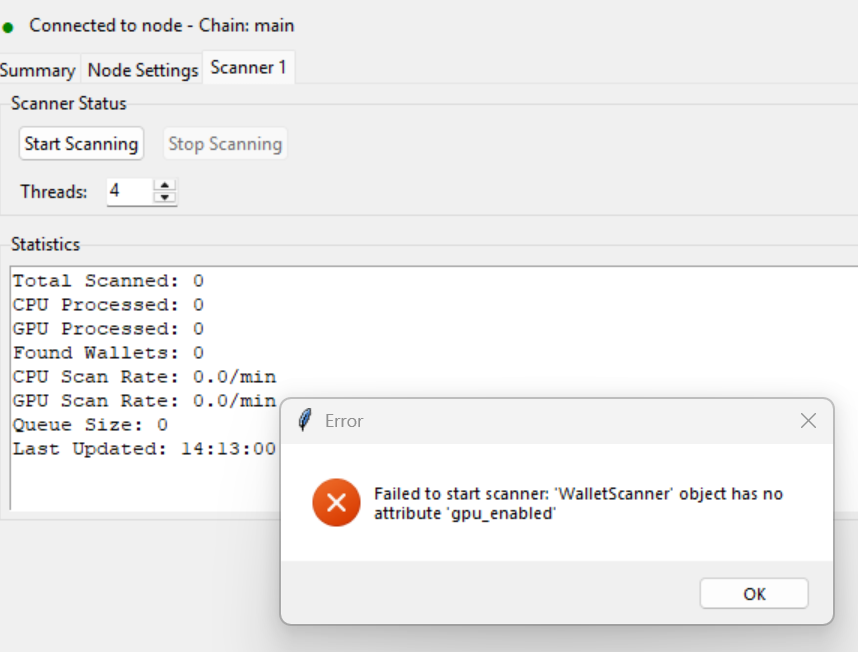 Connected to node - Chain: main
Summary Node Settings Scanner 1
Scanner Status
Start Scanning Stop Scanning
Threads: 4
Statistics
Total Scanned: 0
CPU Processed: 0
GPU Processed: 0
Found Wallets: 0
CPU Scan Rate: 0.0/min
GPU Scan Rate: 0.0/min
Queue Size: 0
Last Updated: 14:13:00
Error
Failed to start scanner: 'WalletScanner' object has no
attribute 'gpu_enabled'
OK